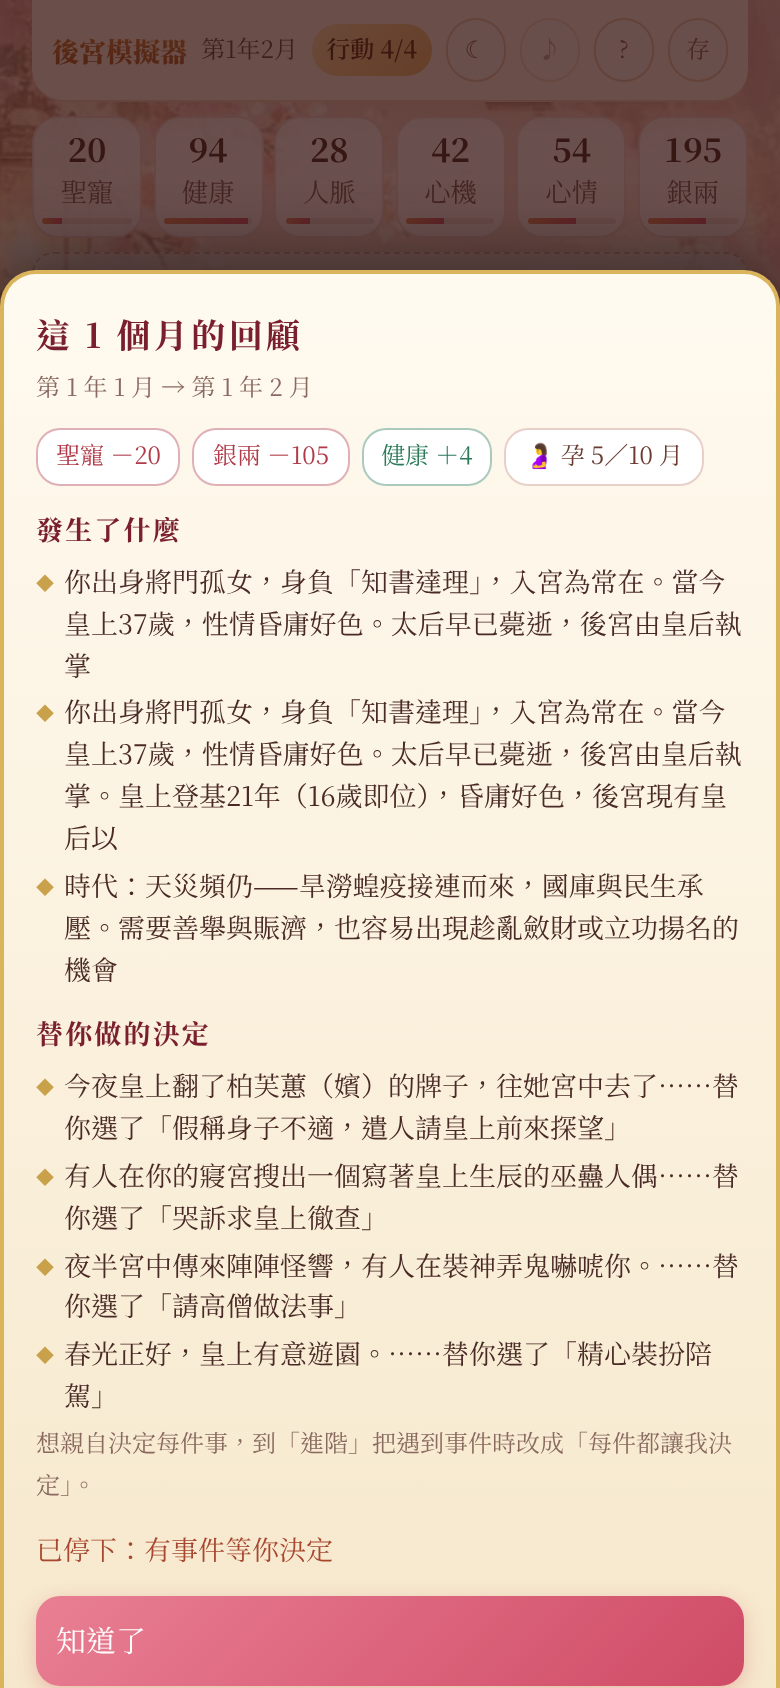 後宮模擬器 第1年2月 行動 4/4 ☾ ♪ ? 存
20 94 28 42 54 195
聖寵 健康 人脈 心機 心情 銀兩
這 1 個月的回顧
第 1 年 1 月 → 第 1 年 2 月
聖寵 －20 銀兩 －105 健康 ＋4 🤰 孕 5／10 月
發生了什麼
◆ 你出身將門孤女，身負「知書達理」，入宮為常在。當今
皇上37歲，性情昏庸好色。太后早已薨逝，後宮由皇后執
掌
◆ 你出身將門孤女，身負「知書達理」，入宮為常在。當今
皇上37歲，性情昏庸好色。太后早已薨逝，後宮由皇后執
掌。皇上登基21年（16歲即位），昏庸好色，後宮現有皇
后以
◆ 時代：天災頻仍——旱澇蝗疫接連而來，國庫與民生承
壓。需要善舉與賑濟，也容易出現趁亂斂財或立功揚名的
機會
替你做的決定
◆ 今夜皇上翻了柏芙蕙（嬪）的牌子，往她宮中去了……替
你選了「假稱身子不適，遣人請皇上前來探望」
◆ 有人在你的寢宮搜出一個寫著皇上生辰的巫蠱人偶……替
你選了「哭訴求皇上徹查」
◆ 夜半宮中傳來陣陣怪響，有人在裝神弄鬼嚇唬你。……替
你選了「請高僧做法事」
◆ 春光正好，皇上有意遊園。……替你選了「精心裝扮陪
駕」
想親自決定每件事，到「進階」把遇到事件時改成「每件都讓我決
定」。
已停下：有事件等你決定
知道了